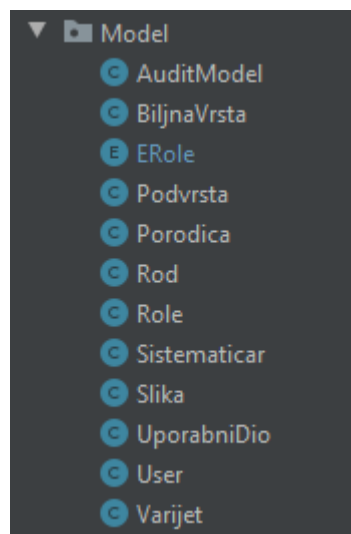 Model
C AuditModel
C BiljnaVrsta
E ERole
C Podvrsta
C Porodica
C Rod
C Role
C Sistematicar
C Slika
C UporabniDio
C User
C Varijet